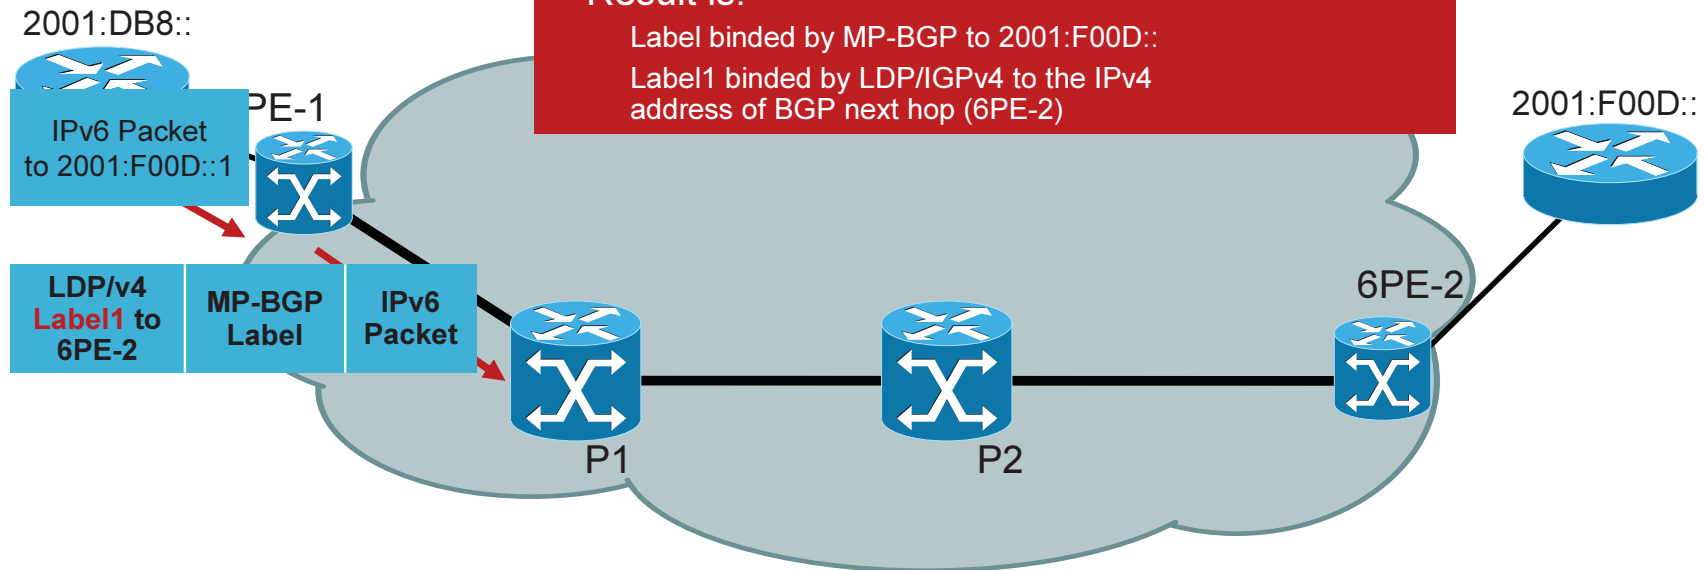 2001:DB8::
Result is:
Label binded by MP-BGP to 2001:F00D::
Label1 binded by LDP/IGPv4 to the IPv4
address of BGP next hop (6PE-2)
PE-1
2001:F00D::
IPv6 Packet
to 2001:F00D::1
LDP/v4
Label1 to
6PE-2
MP-BGP
Label
IPv6
Packet
6PE-2
P1
P2